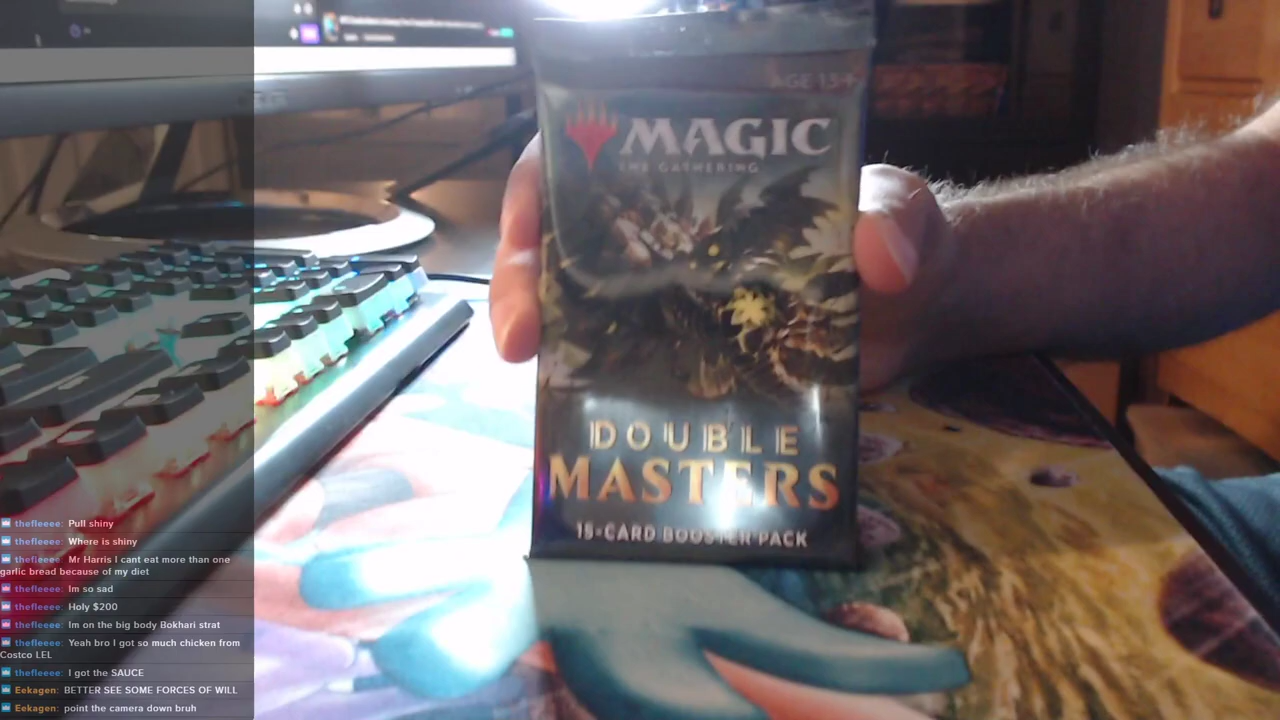 AGE 13+
MAGIC
THE GATHERING
DOUBLE
MASTERS
15-CARD BOOSTER PACK
thefleeee: Pull shiny
thefleeee: Where is shiny
thefleeee: Mr Harris I cant eat more than one
garlic bread because of my diet
thefleeee: Im so sad
thefleeee: Holy $200
thefleeee: Im on the big body Bokhari strat
thefleeee: Yeah bro I got so much chicken from
Costco LEL
thefleeee: I got the SAUCE
Eekagen: BETTER SEE SOME FORCES OF WILL
Eekagen: point the camera down bruh